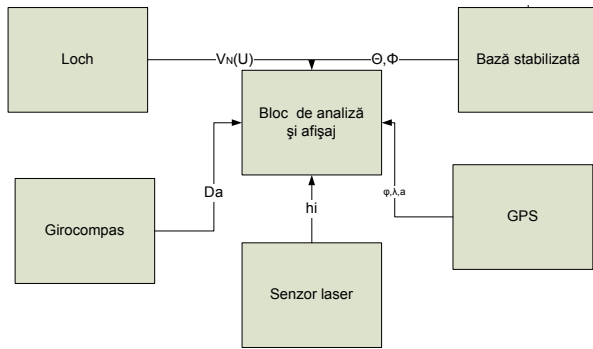 Loch
VN(U)
Θ,Φ
Bază stabilizată
Bloc de analiză
şi afişaj
Da
hi
φ,λ,a
Girocompas
GPS
Senzor laser